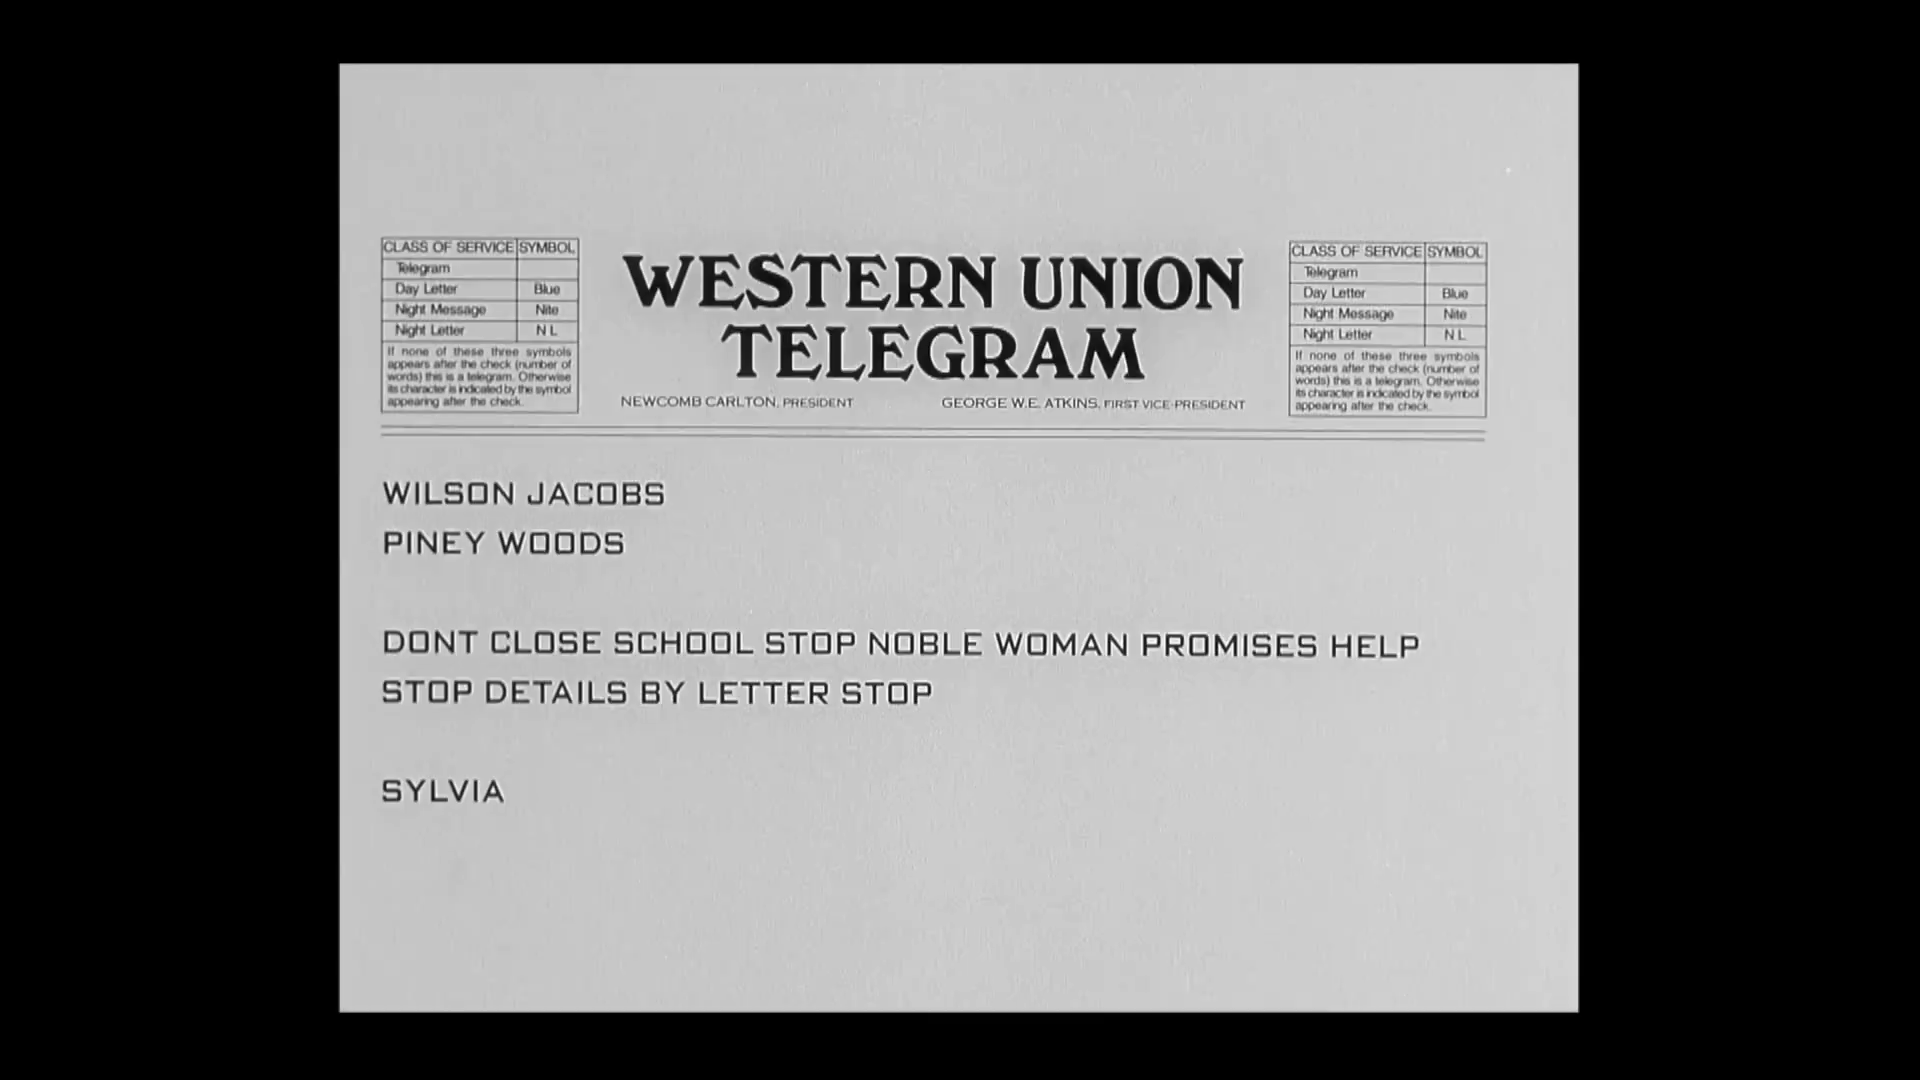 WESTERN UNION
TELEGRAM
NEWCOMB CARLTON, PRESIDENT
GEORGE W.E. ATKINS, FIRST VICE-PRESIDENT
CLASS OF SERVICE SYMBOL
Telegram
Day Letter Blue
Night Message Nite
Night Letter N L
If none of these three symbols
appears after the check (number of
words) this is a telegram. Otherwise
its character is indicated by the symbol
appearing after the check.
CLASS OF SERVICE SYMBOL
Telegram
Day Letter Blue
Night Message Nite
Night Letter N L
If none of these three symbols
appears after the check (number of
words) this is a telegram. Otherwise
its character is indicated by the symbol
appearing after the check.
WILSON JACOBS
PINEY WOODS
DONT CLOSE SCHOOL STOP NOBLE WOMAN PROMISES HELP
STOP DETAILS BY LETTER STOP
SYLVIA